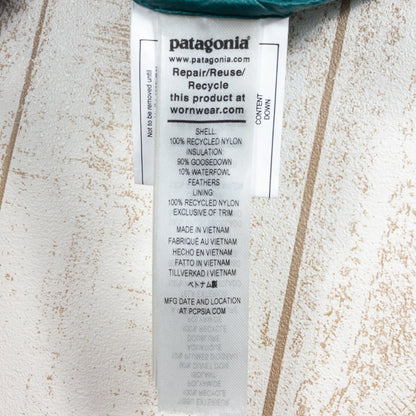 patagonia®
www.patagonia.com
Repair/Reuse/
Recycle
this product at
wornwear.com
SHELL:
100% RECYCLED NYLON
INSULATION:
90% GOOSEDOWN
10% WATERFOWL
FEATHERS
LINING:
100% RECYCLED NYLON
EXCLUSIVE OF TRIM
MADE IN VIETNAM
FABRIQUÉ AU VIETNAM
HECHO EN VIETNAM
FATTO IN VIETNAM
TILLVERKAD I VIETNAM
ベトナム製
MFG DATE AND LOCATION
AT PCPSIA.COM
Not to be removed until
CONTENT
DOWN